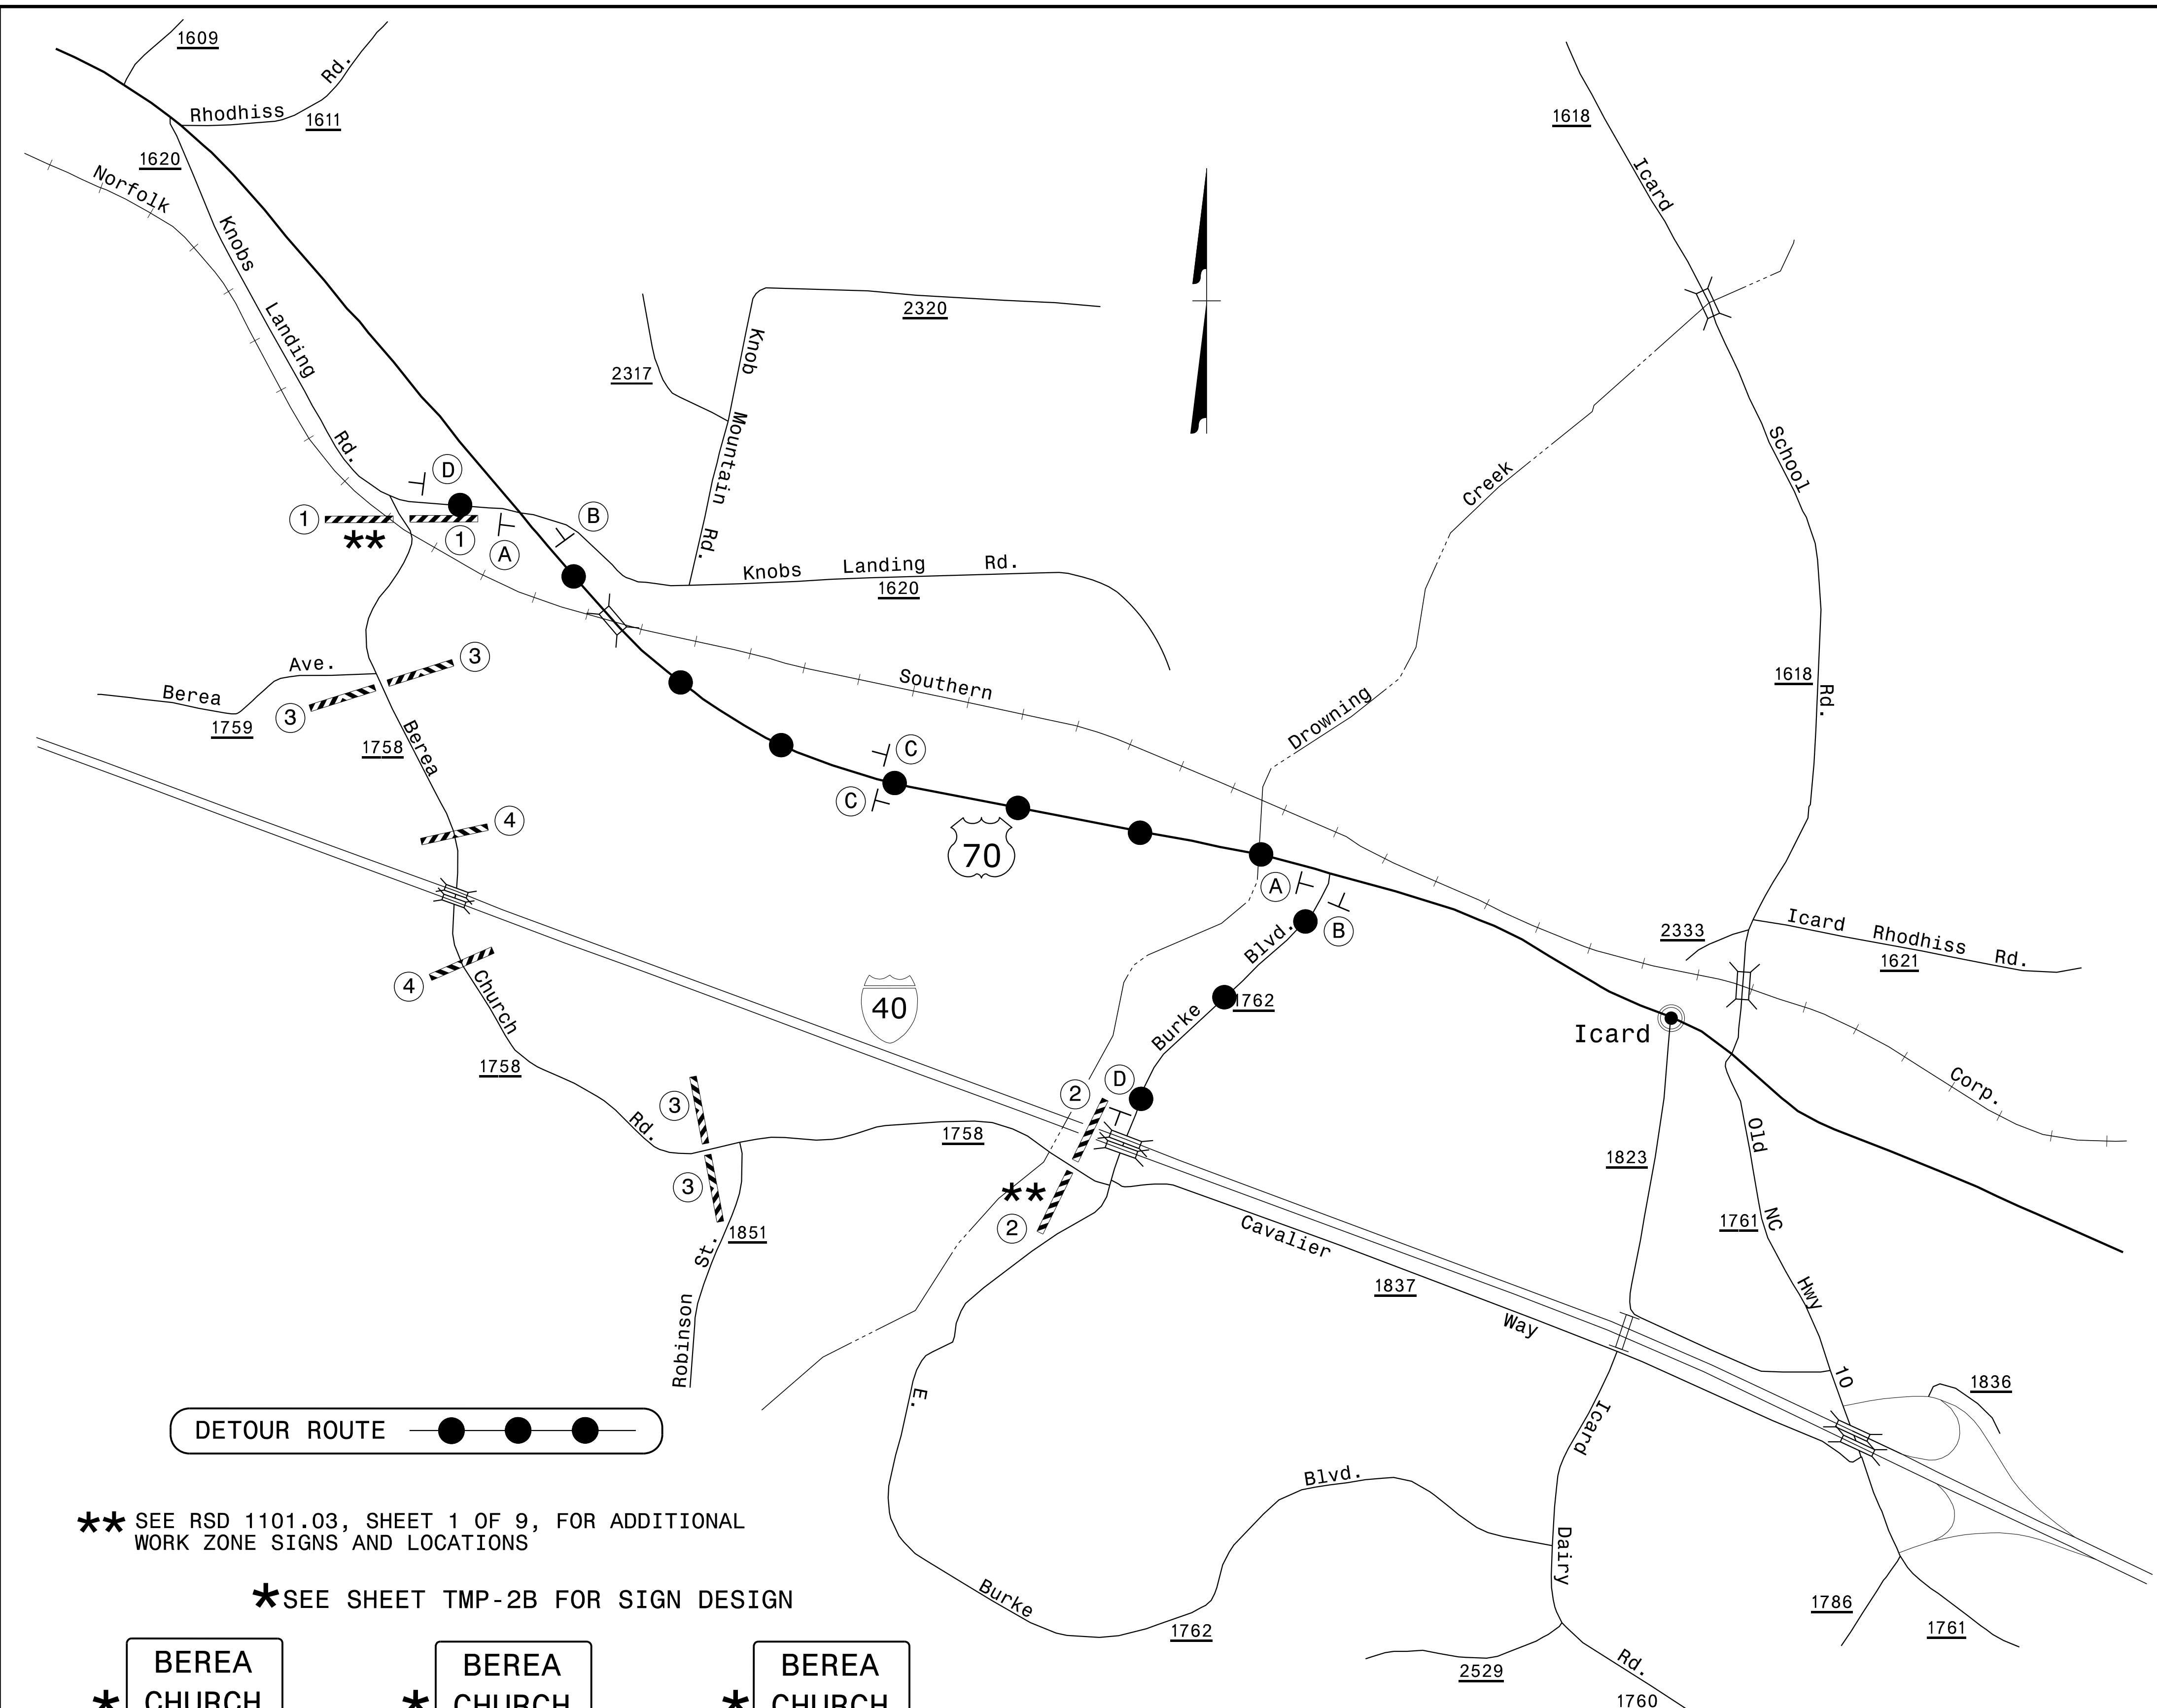 1609
Rhodhiss Rd.
1611
1620
Norfolk
Knobs Landing Rd.
1618
Icard School Rd.
2320
2317
Knob Mountain Rd.
D
B
1
**
1
A
Knobs Landing Rd.
1620
Creek
Drowning
Southern
1618
3
3
Berea Ave.
1759
1758
Berea
C
C
70
4
A
B
Blvd.
2333
Icard Rhodhiss Rd.
1621
4
Church
40
1762
Burke
Icard
1758
D
2
3
Rd.
1758
3
**
2
Corp.
Old
1823
1761
NC
Cavalier
1837
Way
Hwy
10
1851
St.
Robinson
E.
1836
Icard
DETOUR ROUTE
Blvd.
** SEE RSD 1101.03, SHEET 1 OF 9, FOR ADDITIONAL
WORK ZONE SIGNS AND LOCATIONS
Dairy
* SEE SHEET TMP-2B FOR SIGN DESIGN
Burke
1762
1786
1761
2529
Rd.
1760
BEREA
* CHURCH
BEREA
* CHURCH
BEREA
* CHURCH